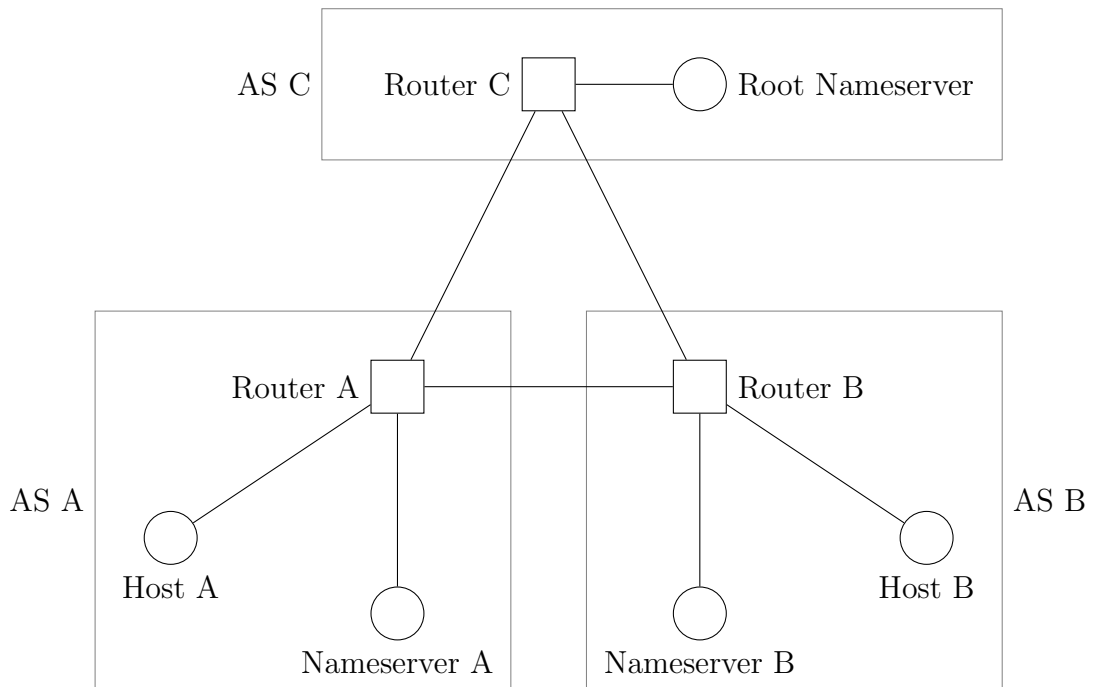 AS C
Router C
Root Nameserver
Router A
Router B
AS A
AS B
Host A
Host B
Nameserver A
Nameserver B